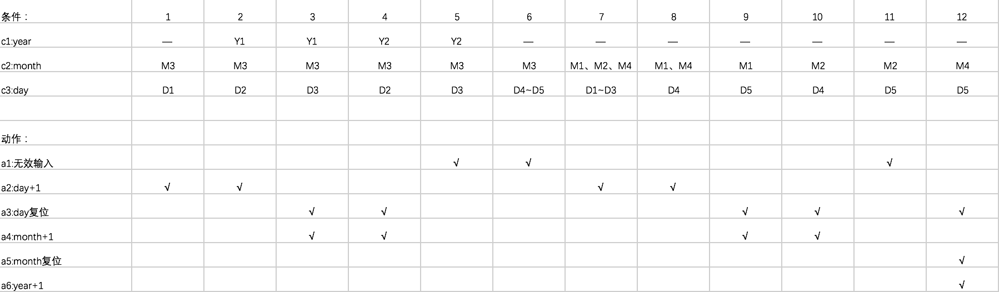 条件： 1 2 3 4 5 6 7 8 9 10 11 12
c1:year — Y1 Y1 Y2 Y2 — — — — — — —
c2:month M3 M3 M3 M3 M3 M3 M1、M2、M4 M1、M4 M1 M2 M2 M4
c3:day D1 D2 D3 D2 D3 D4~D5 D1~D3 D4 D5 D4 D5 D5
动作：
a1:无效输入 √ √ √
a2:day+1 √ √ √ √
a3:day复位 √ √ √ √ √
a4:month+1 √ √ √ √
a5:month复位 √
a6:year+1 √